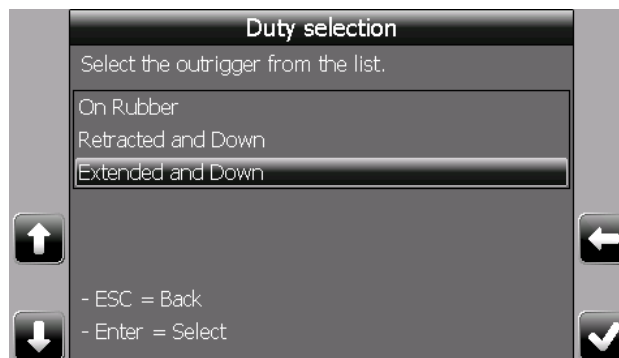 Duty selection
Select the outrigger from the list.
On Rubber
Retracted and Down
Extended and Down
- ESC = Back
- Enter = Select